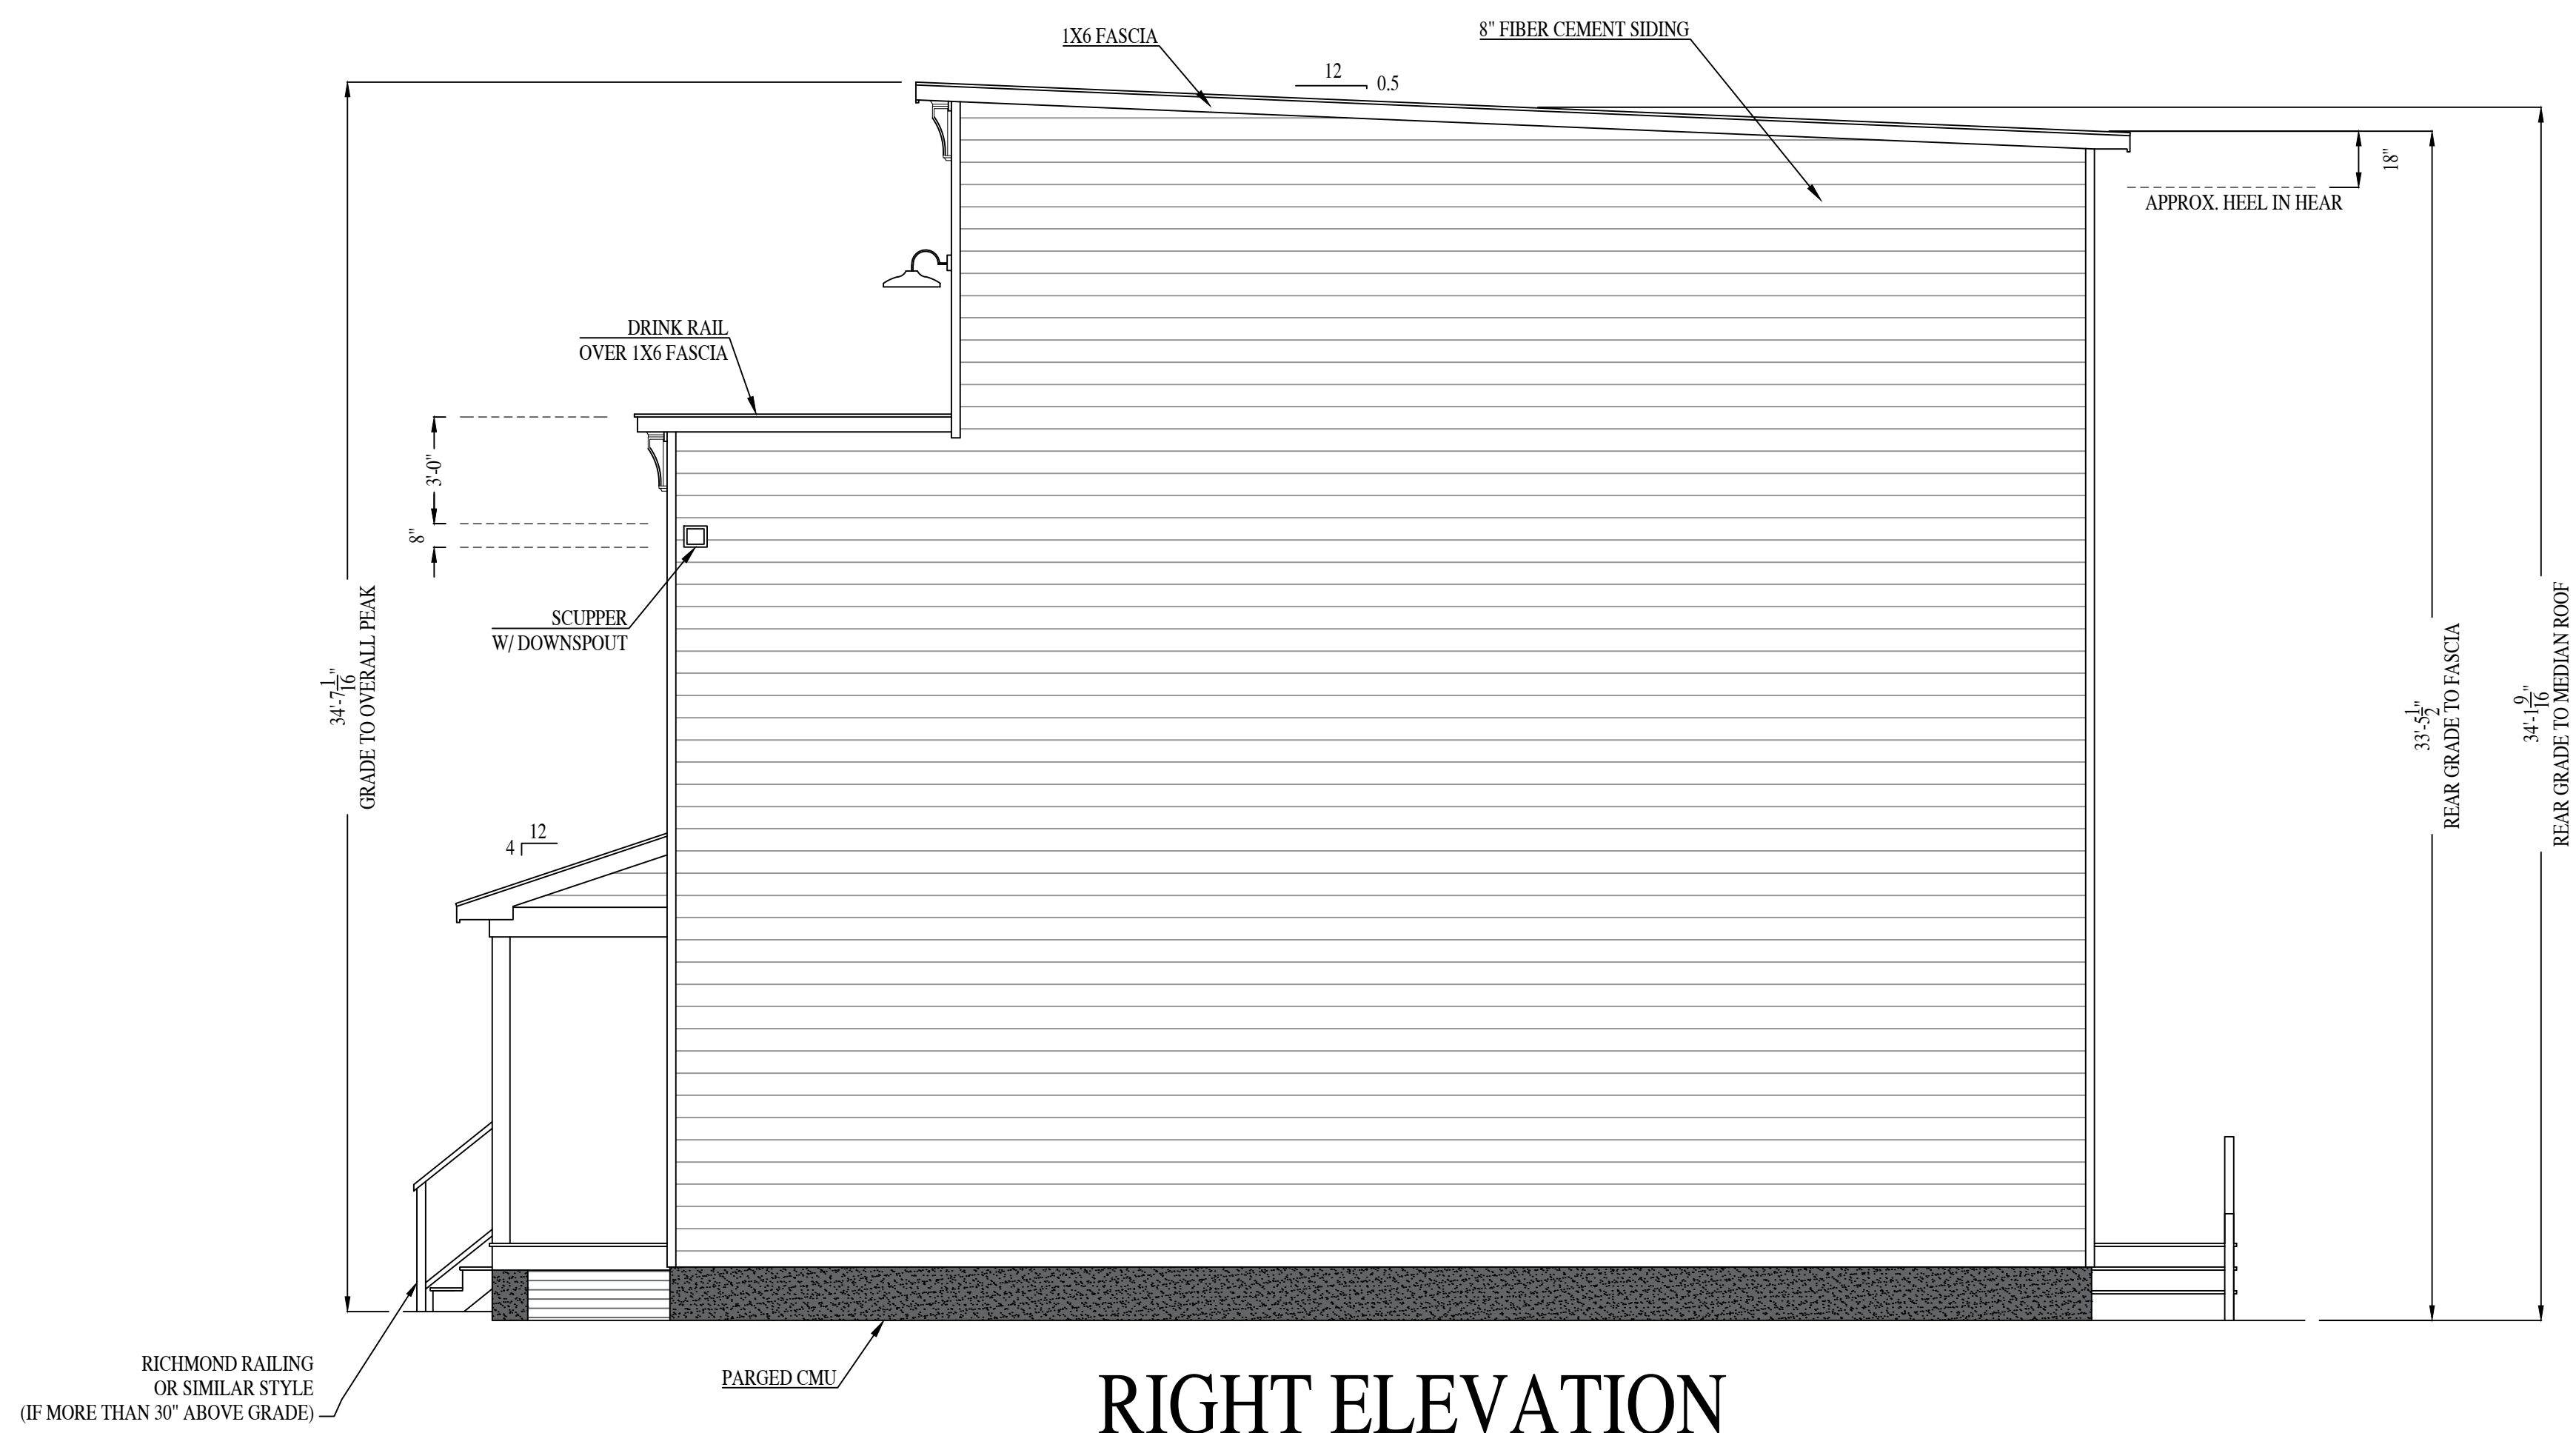 1X6 FASCIA
8" FIBER CEMENT SIDING
12
0.5
18"
APPROX. HEEL IN HEAR
DRINK RAIL
OVER 1X6 FASCIA
3'-0"
8"
SCUPPER
W/ DOWNSPOUT
34'-7 1/16"
GRADE TO OVERALL PEAK
33'-5 1/2"
REAR GRADE TO FASCIA
34'-1 9/16"
REAR GRADE TO MEDIAN ROOF
12
4
RICHMOND RAILING
OR SIMILAR STYLE
(IF MORE THAN 30" ABOVE GRADE)
PARGED CMU
RIGHT ELEVATION